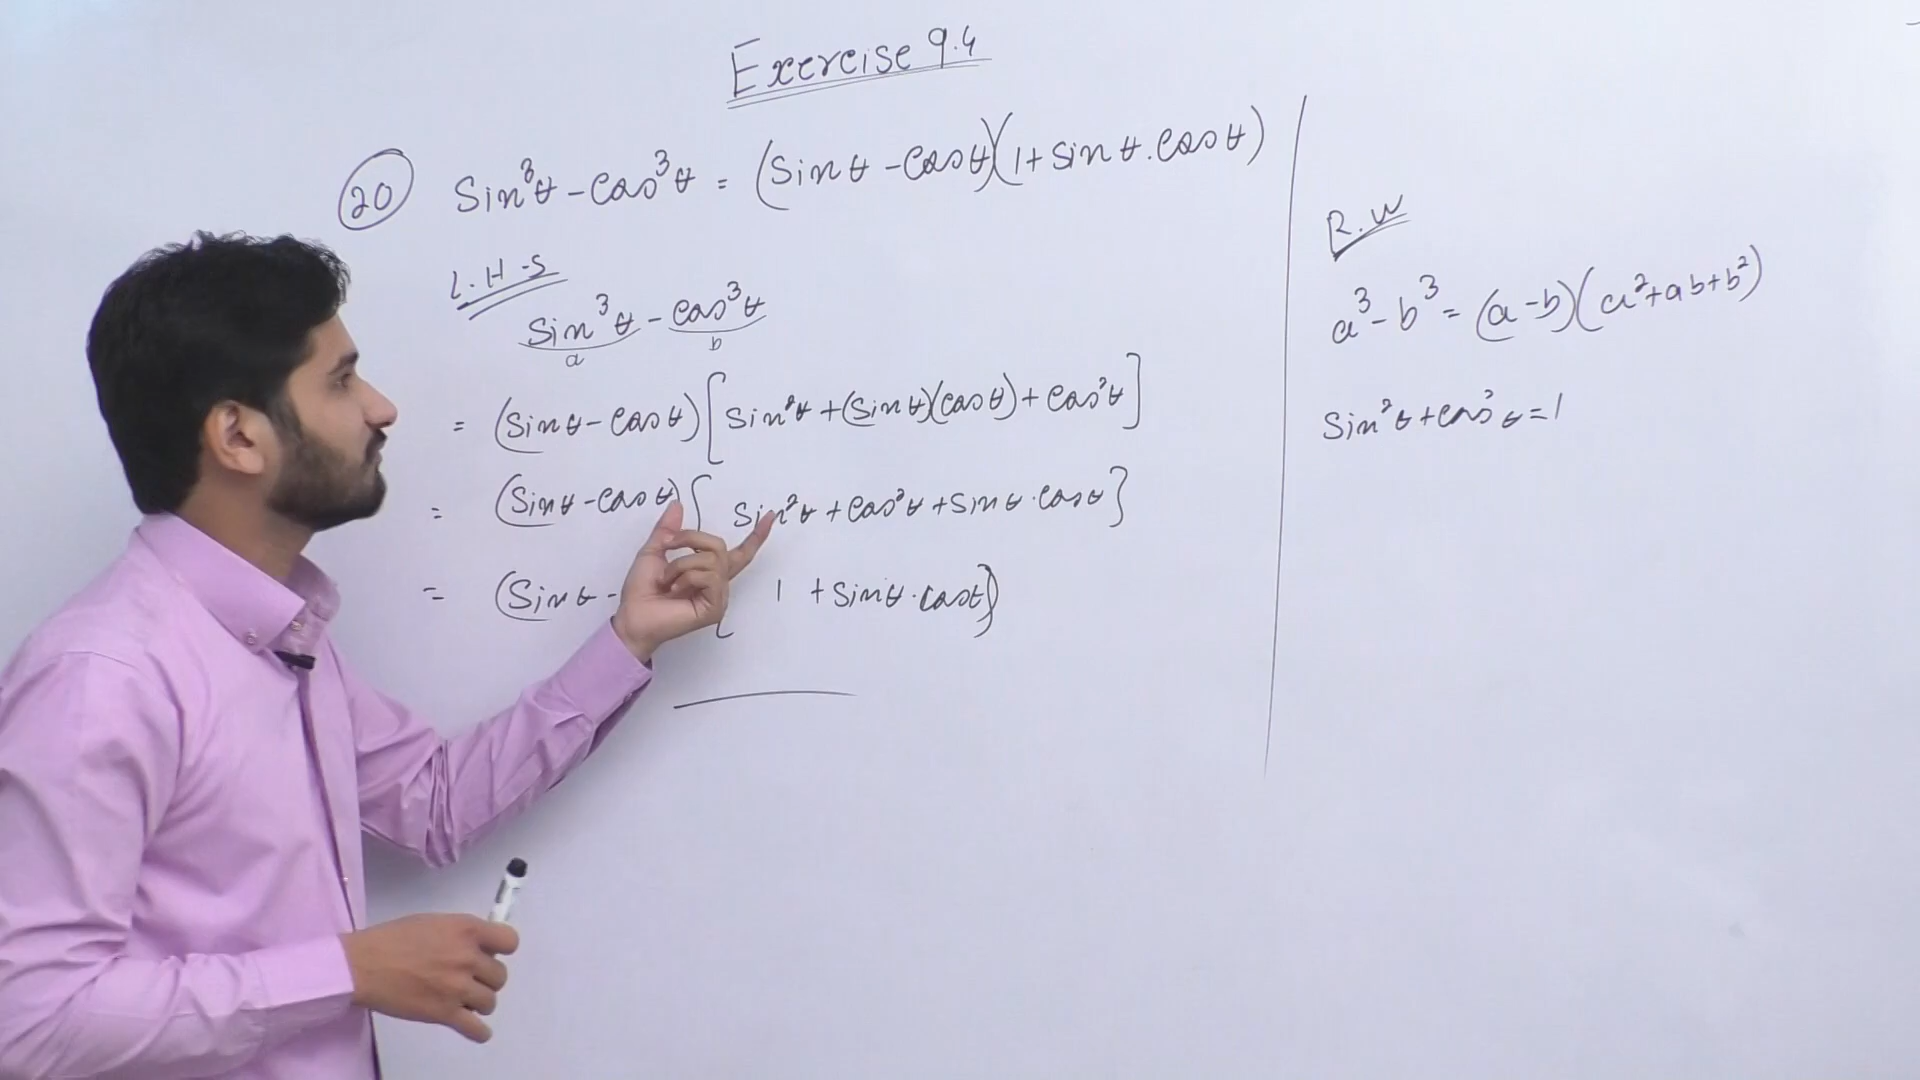 Exercise 9.4
20 Sin³θ - Cos³θ = (Sinθ - Cosθ)(1 + Sinθ.Cosθ)
L.H.S
Sin³θ - Cos³θ
a b
= (Sinθ - Cosθ)[Sin²θ + (Sinθ)(Cosθ) + Cos²θ]
= (Sinθ - Cosθ)[Sin²θ + Cos²θ + Sinθ.Cosθ]
= (Sinθ - [ 1 + Sinθ.Cosθ]
R.W
a³ - b³ = (a - b)(a² + ab + b²)
Sin²θ + Cos²θ = 1